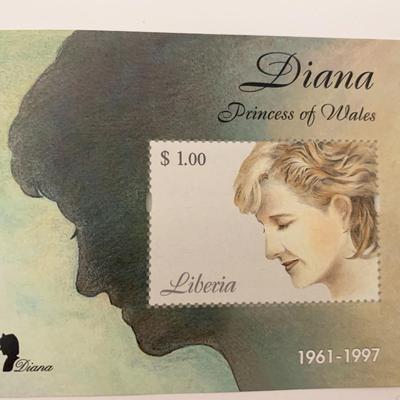 Diana
Princess of Wales
$ 1.00
Liberia
1961-1997
Diana